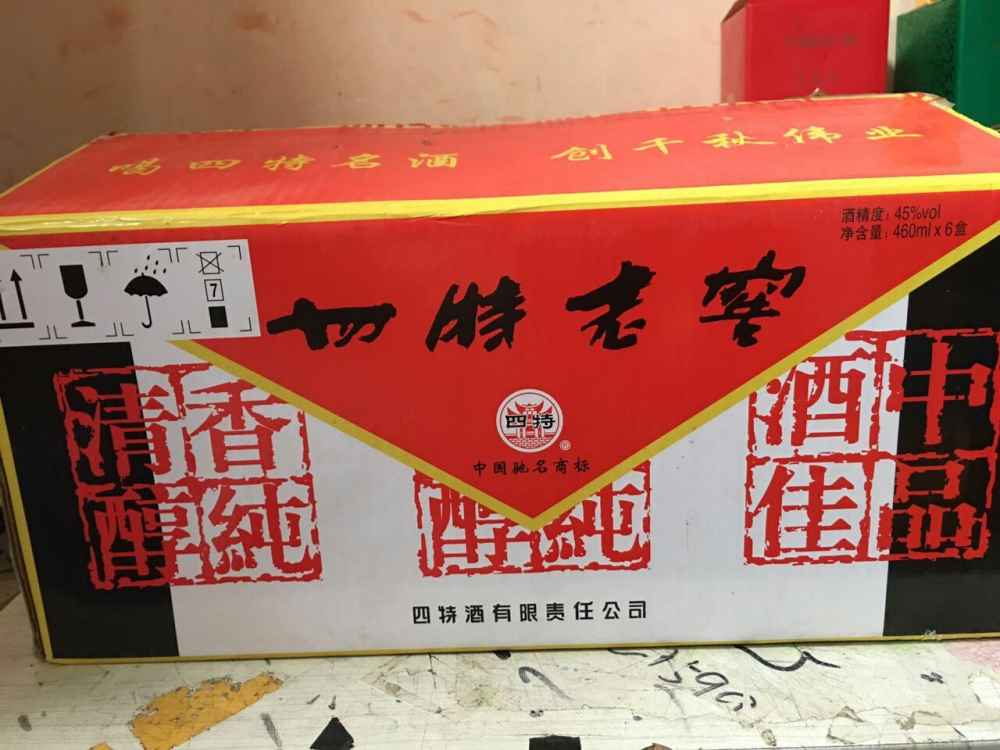 喝四特名酒 创千秋伟业
酒精度: 45%vol
净含量: 460ml x 6盒
7
四特老窖
四特
®
中国驰名商标
清香
醇純
醇純
酒中
佳品
四特酒有限责任公司